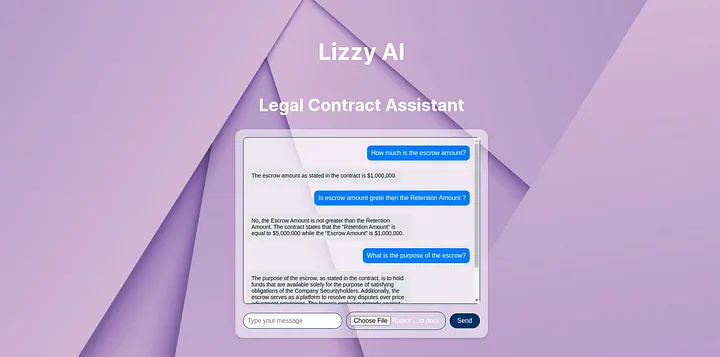 Lizzy AI
Legal Contract Assistant
How much is the escrow amount?
The escrow amount as stated in the contract is $1,000,000.
Is escrow amount grete then the Retention Amount ?
No, the Escrow Amount is not greater than the Retention
Amount. The contract states that the "Retention Amount" is
equal to $5,000,000 while the "Escrow Amount" is $1,000,000.
What is the purpose of the escrow?
The purpose of the escrow, as stated in the contract, is to hold
funds that are available solely for the purpose of satisfying
obligations of the Company Securityholders. Additionally, the
escrow serves as a platform to resolve any disputes over price
adjustment provisions. The buyer's exclusive remedy against
Type your message
Choose File
Send